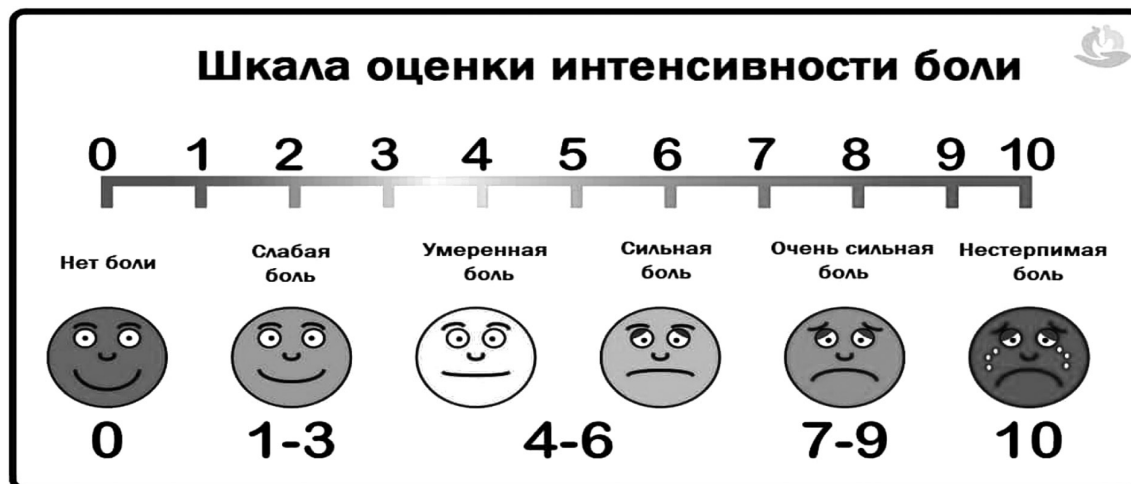 Шкала оценки интенсивности боли
0 1 2 3 4 5 6 7 8 9 10
Нет боли
Слабая
боль
Умеренная
боль
Сильная
боль
Очень сильная
боль
Нестерпимая
боль
0 1-3 4-6 7-9 10